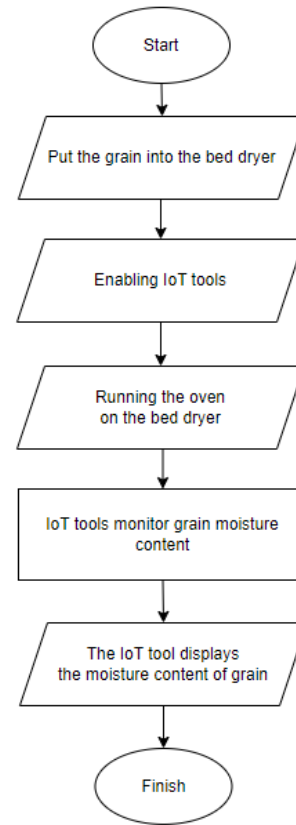 Start
Put the grain into the bed dryer
Enabling IoT tools
Running the oven
on the bed dryer
IoT tools monitor grain moisture
content
The IoT tool displays
the moisture content of grain
Finish